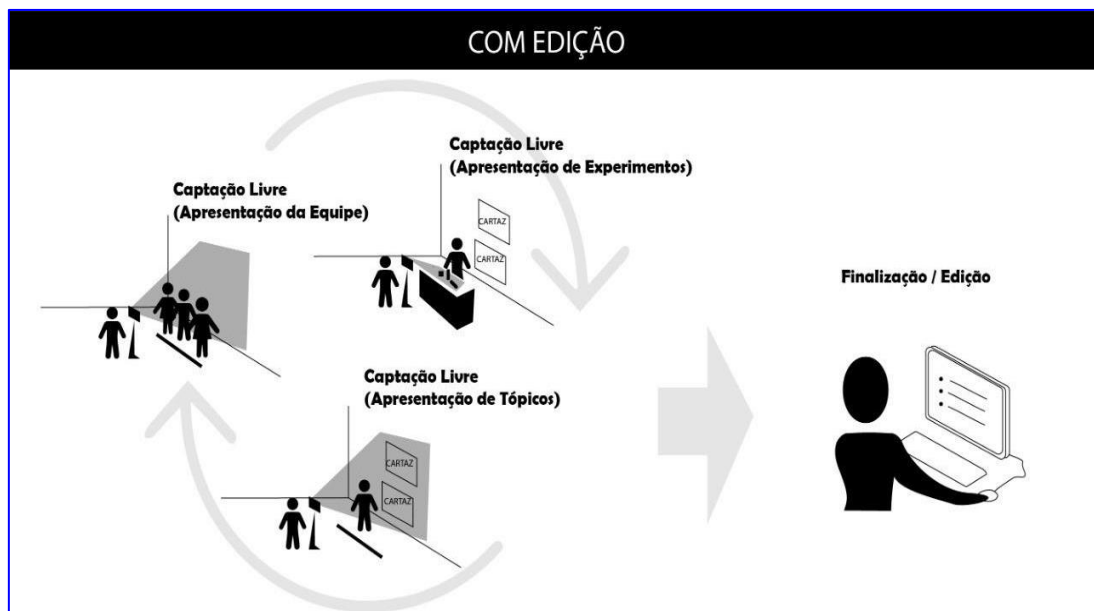 COM EDIÇÃO
Captação Livre
(Apresentação da Equipe)
Captação Livre
(Apresentação de Experimentos)
CARTAZ
CARTAZ
Captação Livre
(Apresentação de Tópicos)
CARTAZ
CARTAZ
Finalização / Edição